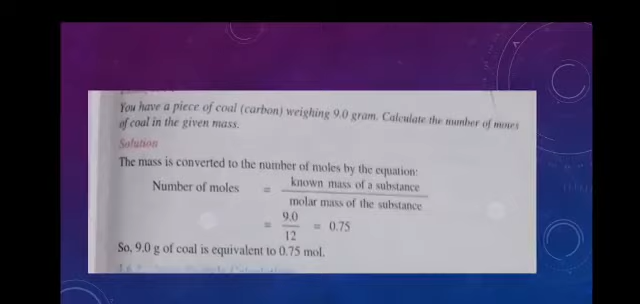 You have a piece of coal (carbon) weighing 9.0 gram. Calculate the number of moles
of coal in the given mass.
Solution
The mass is converted to the number of moles by the equation:
Number of moles = known mass of a substance
molar mass of the substance
= 9.0 = 0.75
12
So, 9.0 g of coal is equivalent to 0.75 mol.